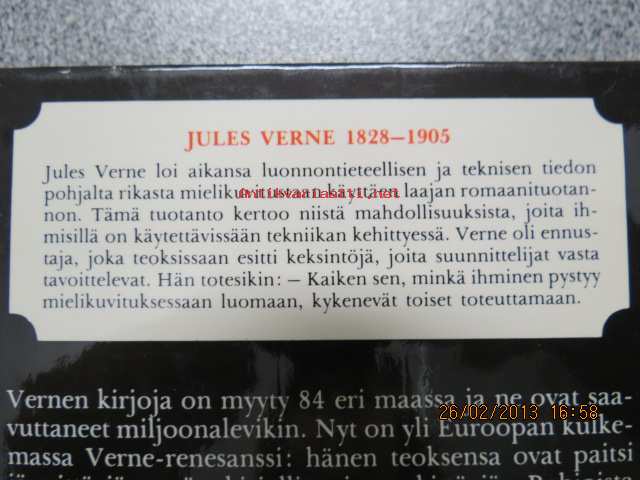 JULES VERNE 1828–1905
Jules Verne loi aikansa luonnontieteellisen ja teknisen tiedon
pohjalta rikasta mielikuvitustaan käyttäen laajan romaanituotan-
non. Tämä tuotanto kertoo niistä mahdollisuuksista, joita ih-
misillä on käytettävissään tekniikan kehittyessä. Verne oli ennus-
taja, joka teoksissaan esitti keksintöjä, joita suunnittelijat vasta
tavoittelevat. Hän totesikin: – Kaiken sen, minkä ihminen pystyy
mielikuvituksessaan luomaan, kykenevät toiset toteuttamaan.
Vernen kirjoja on myyty 84 eri maassa ja ne ovat saa-
vuttaneet miljoonalevikin. Nyt on yli Euroopan kulke-
massa Verne-renesanssi: hänen teoksensa ovat paitsi
26/02/2013 16:58